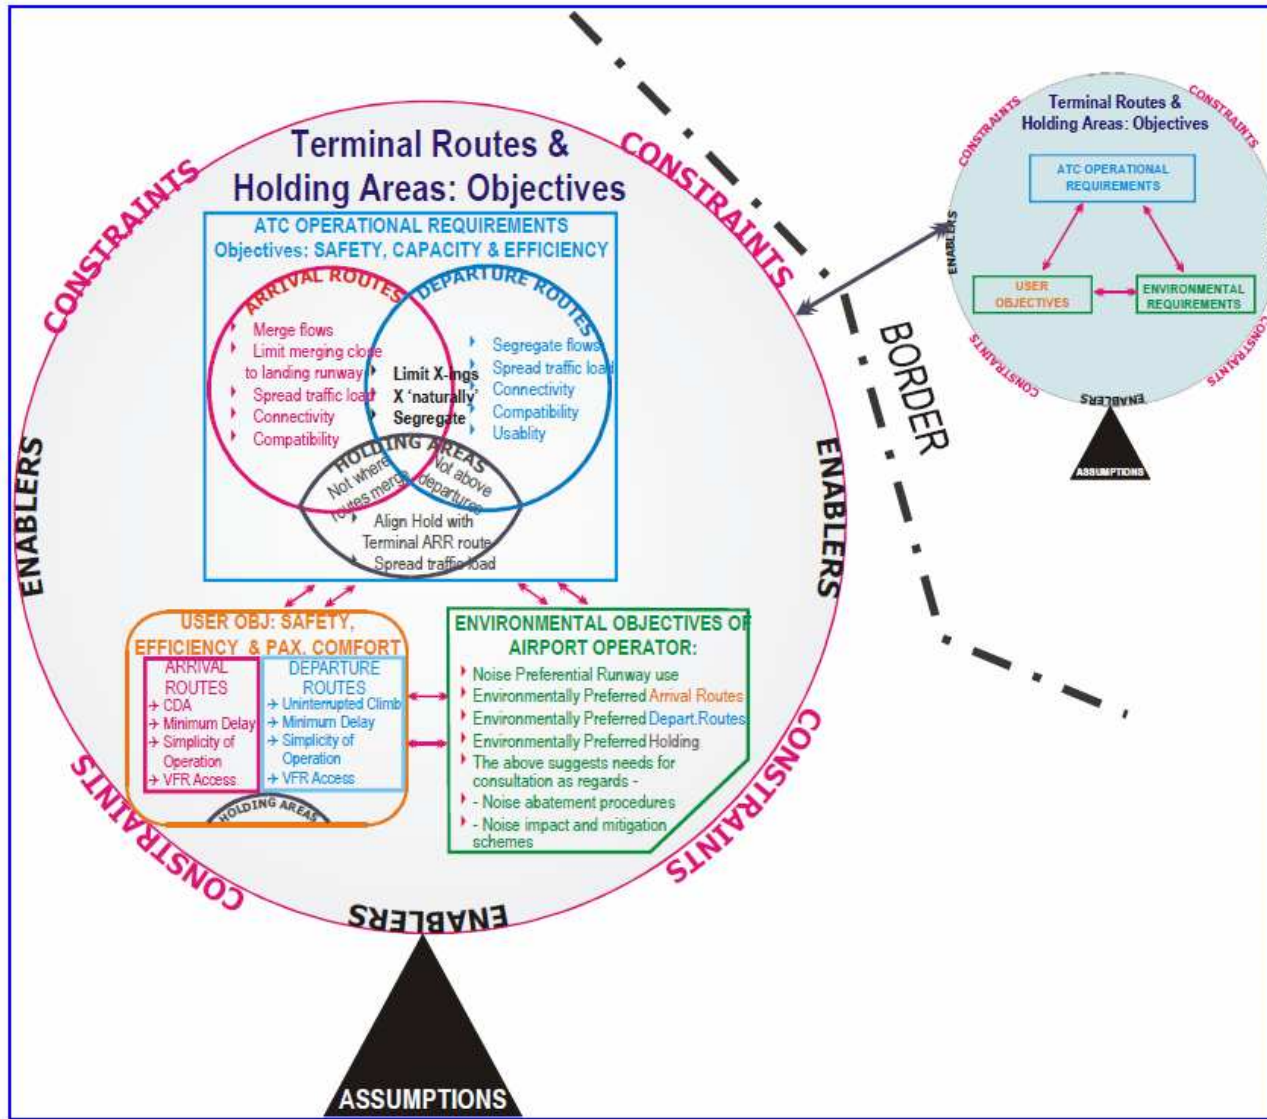 Terminal Routes &
Holding Areas: Objectives
CONSTRAINTS
CONSTRAINTS
ATC OPERATIONAL REQUIREMENTS
Objectives: SAFETY, CAPACITY & EFFICIENCY
ARRIVAL ROUTES
Merge flows
Limit merging close
to landing runway
Spread traffic load
Connectivity
Compatibility
Limit X-ings
X 'naturally'
Segregate
DEPARTURE ROUTES
Segregate flows
Spread traffic load
Connectivity
Compatibility
Usablity
HOLDING AREAS
Not where
routes merge
Not above
departures
Align Hold with
Terminal ARR route
Spread traffic load
ENABLERS
ENABLERS
USER OBJ: SAFETY,
EFFICIENCY & PAX. COMFORT
ARRIVAL
ROUTES
CDA
Minimum Delay
Simplicity of
Operation
VFR Access
DEPARTURE
ROUTES
Uninterrupted Climb
Minimum Delay
Simplicity of
Operation
VFR Access
HOLDING AREAS
ENVIRONMENTAL OBJECTIVES OF
AIRPORT OPERATOR:
Noise Preferential Runway use
Environmentally Preferred Arrival Routes
Environmentally Preferred Depart.Routes
Environmentally Preferred Holding
The above suggests needs for
consultation as regards -
- Noise abatement procedures
- Noise impact and mitigation
schemes
CONSTRAINTS
CONSTRAINTS
ENABLERS
ASSUMPTIONS
BORDER
Terminal Routes &
Holding Areas: Objectives
CONSTRAINTS
CONSTRAINTS
ATC OPERATIONAL
REQUIREMENTS
ENABLERS
USER
OBJECTIVES
ENVIRONMENTAL
REQUIREMENTS
CONSTRAINTS
CONSTRAINTS
ENABLERS
ASSUMPTIONS